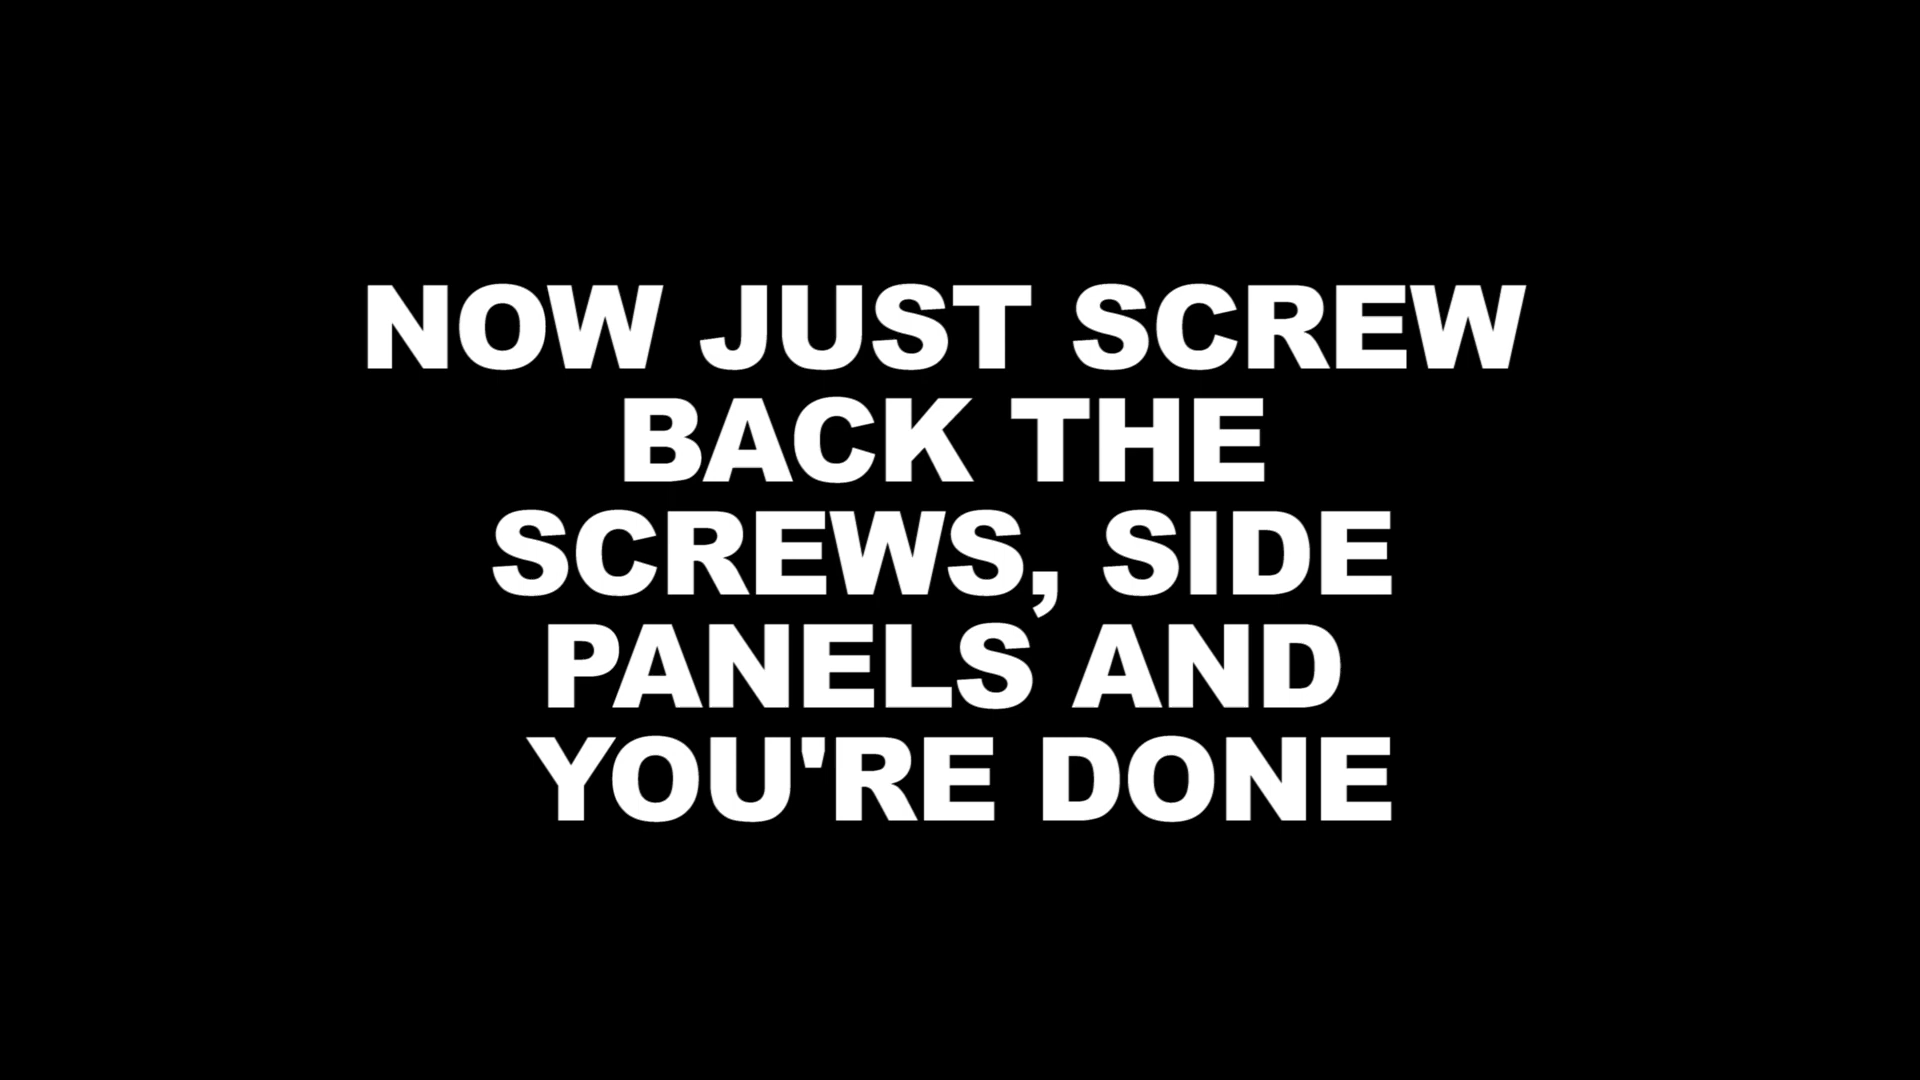 NOW JUST SCREW
BACK THE
SCREWS, SIDE
PANELS AND
YOU'RE DONE